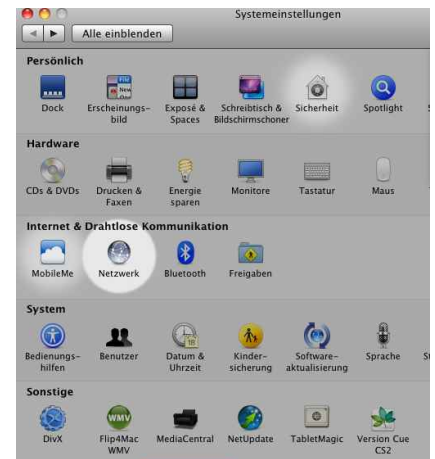 Systemeinstellungen
Alle einblenden
Persönlich
Dock
Erscheinungs-
bild
Exposé &
Spaces
Schreibtisch &
Bildschirmschoner
Sicherheit
Spotlight
Hardware
CDs & DVDs
Drucken &
Faxen
Energie
sparen
Monitore
Tastatur
Maus
Internet & Drahtlose Kommunikation
MobileMe
Netzwerk
Bluetooth
Freigaben
System
Bedienungs-
hilfen
Benutzer
Datum &
Uhrzeit
Kinder-
sicherung
Software-
aktualisierung
Sprache
Sonstige
DivX
Flip4Mac
WMV
MediaCentral
NetUpdate
TabletMagic
Version Cue
CS2